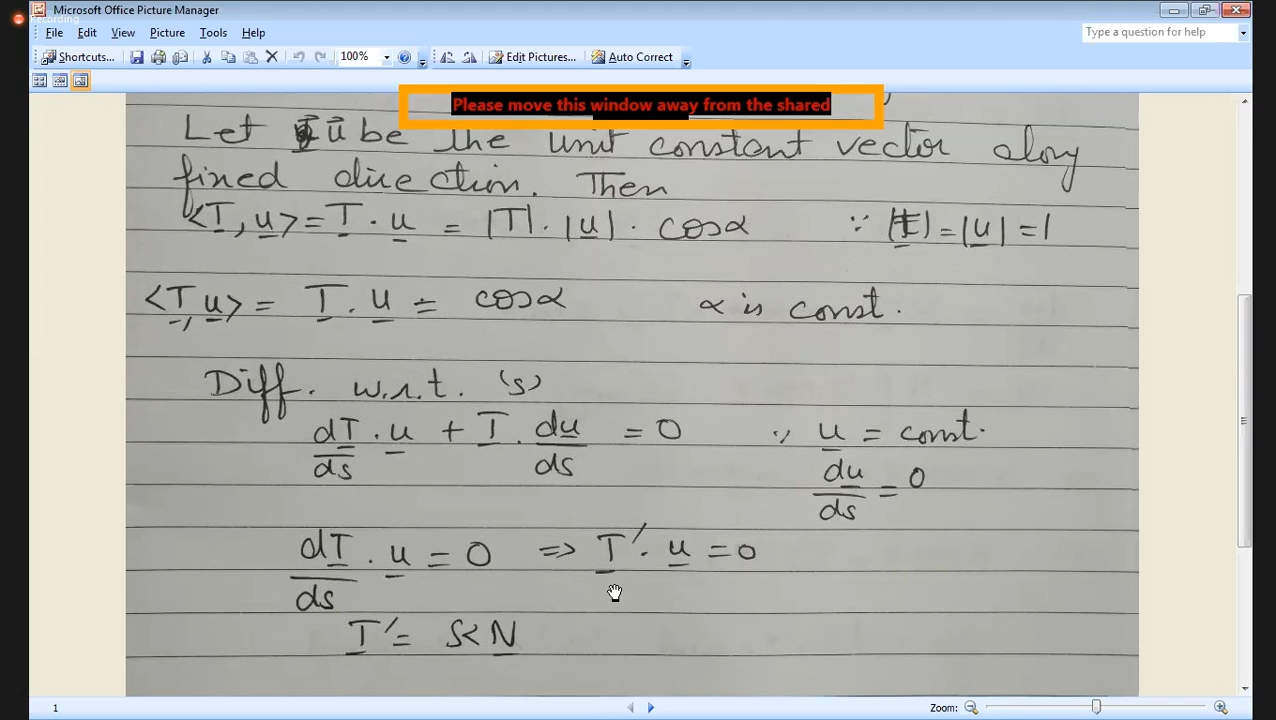 Recording
Microsoft Office Picture Manager
File Edit View Picture Tools Help
Type a question for help
Shortcuts... 100% Edit Pictures... Auto Correct
Please move this window away from the shared
Let ū be the unit constant vector along
fixed direction. Then
<T, u> = T . u = |T| . |u| . cosα ∵ |t| = |u| = 1
<T, u> = T . u = cosα α is const.
Diff. w.r.t. 's'
dT/ds . u + T . du/ds = 0 ∵ u = const.
du/ds = 0
dT/ds . u = 0 => T' . u = 0
T' = κ N
1
Zoom: